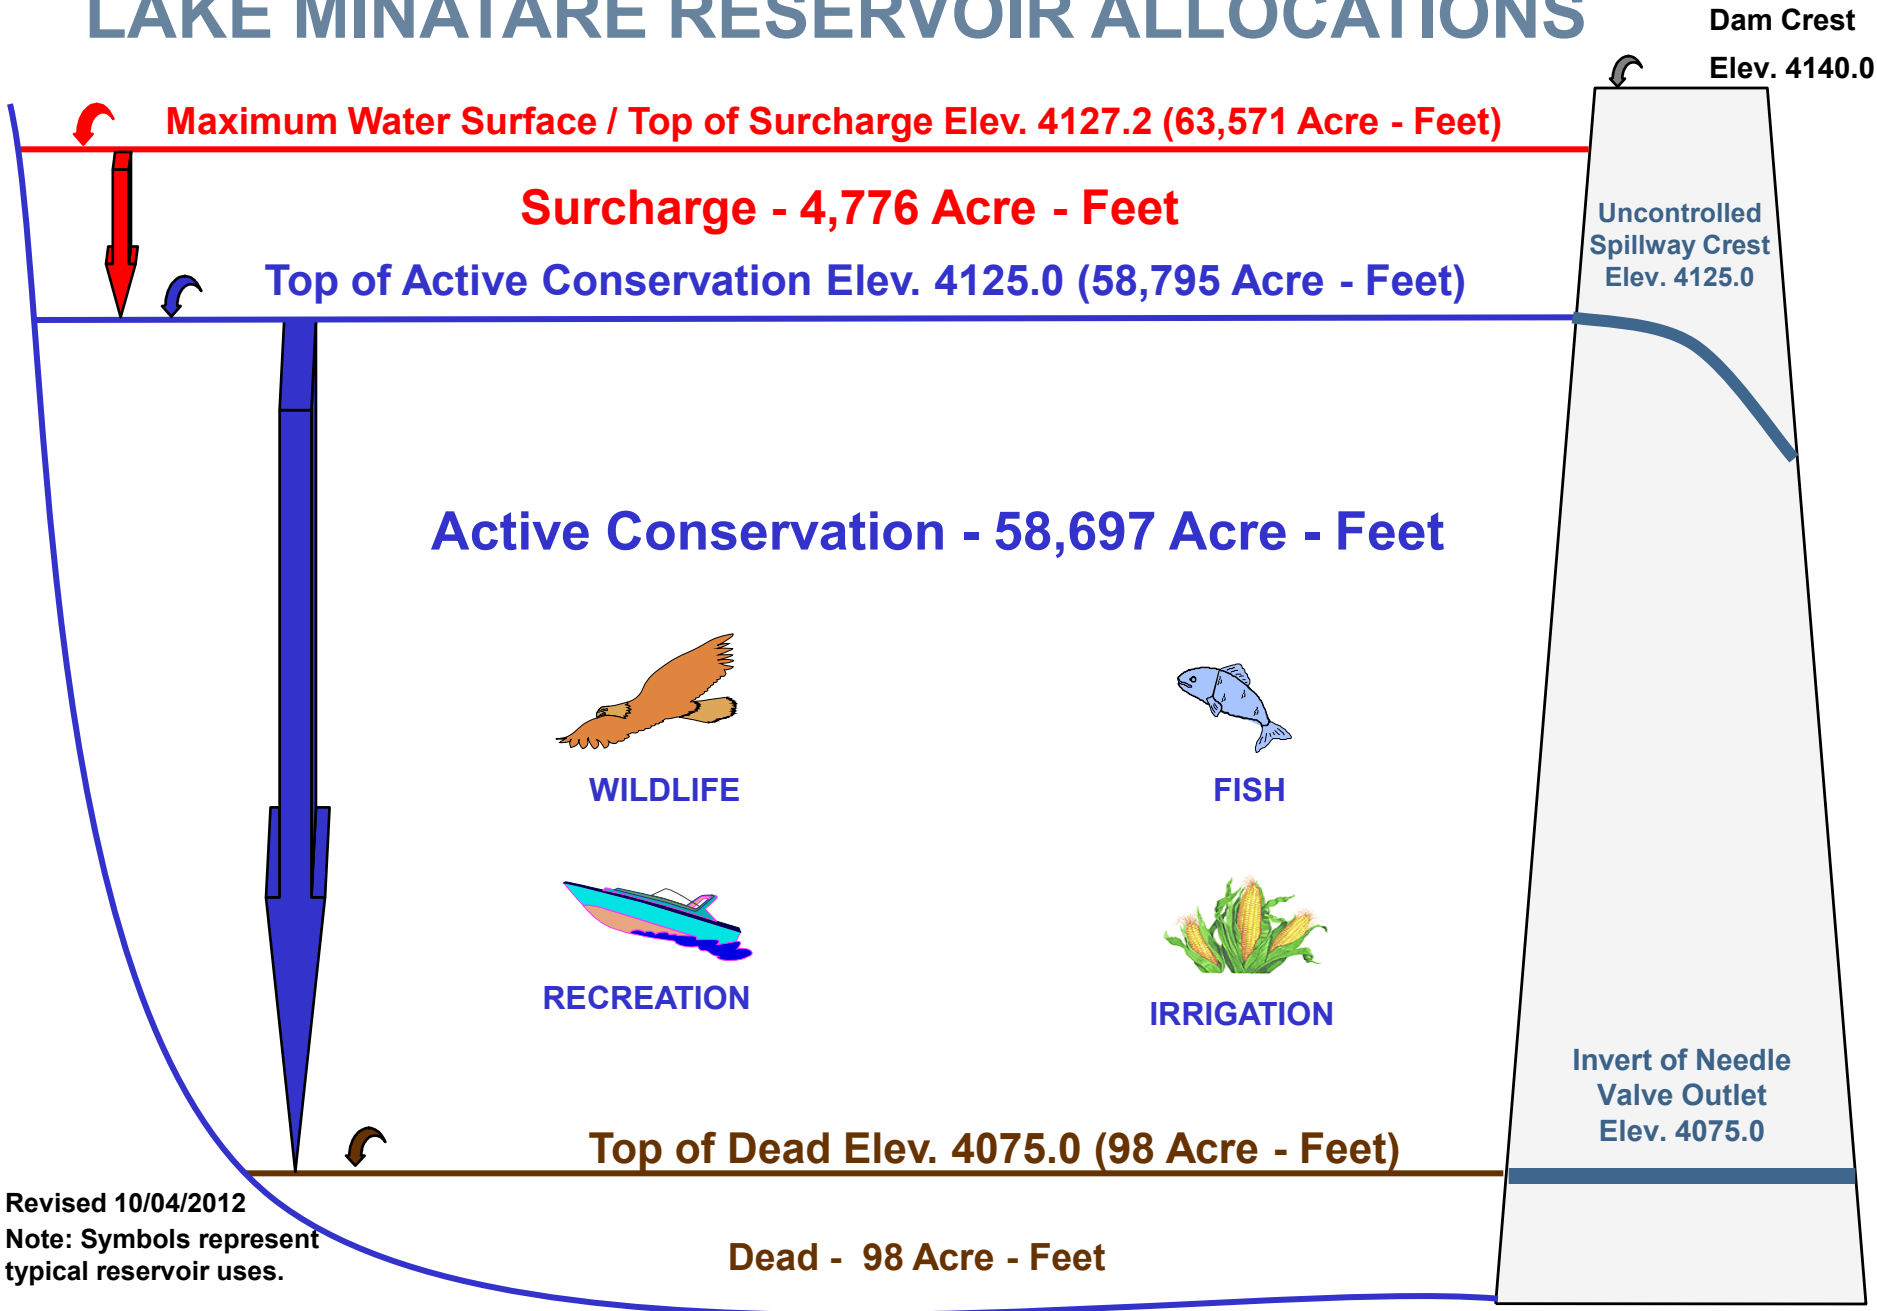 LAKE MINATARE RESERVOIR ALLOCATIONS
Dam Crest
Elev. 4140.0
Maximum Water Surface / Top of Surcharge Elev. 4127.2 (63,571 Acre - Feet)
Surcharge - 4,776 Acre - Feet
Uncontrolled
Spillway Crest
Elev. 4125.0
Top of Active Conservation Elev. 4125.0 (58,795 Acre - Feet)
Active Conservation - 58,697 Acre - Feet
WILDLIFE
FISH
RECREATION
IRRIGATION
Invert of Needle
Valve Outlet
Elev. 4075.0
Top of Dead Elev. 4075.0 (98 Acre - Feet)
Revised 10/04/2012
Note: Symbols represent
typical reservoir uses.
Dead - 98 Acre - Feet